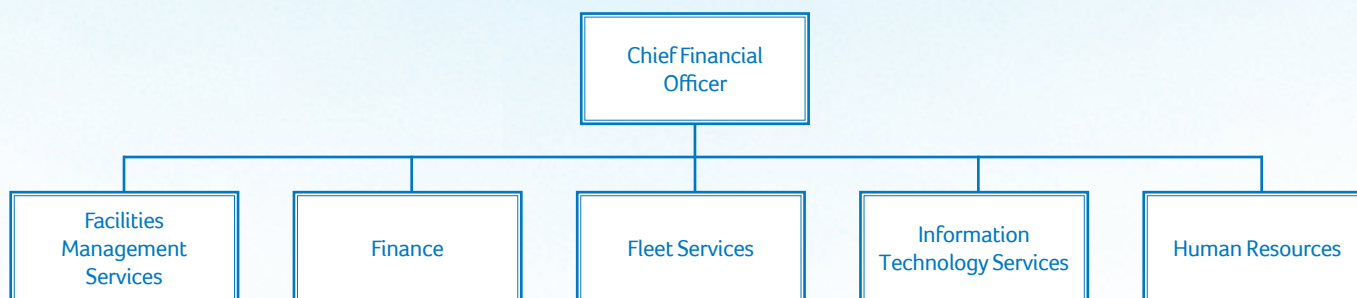 Chief Financial
Officer
Facilities
Management
Services
Finance
Fleet Services
Information
Technology Services
Human Resources